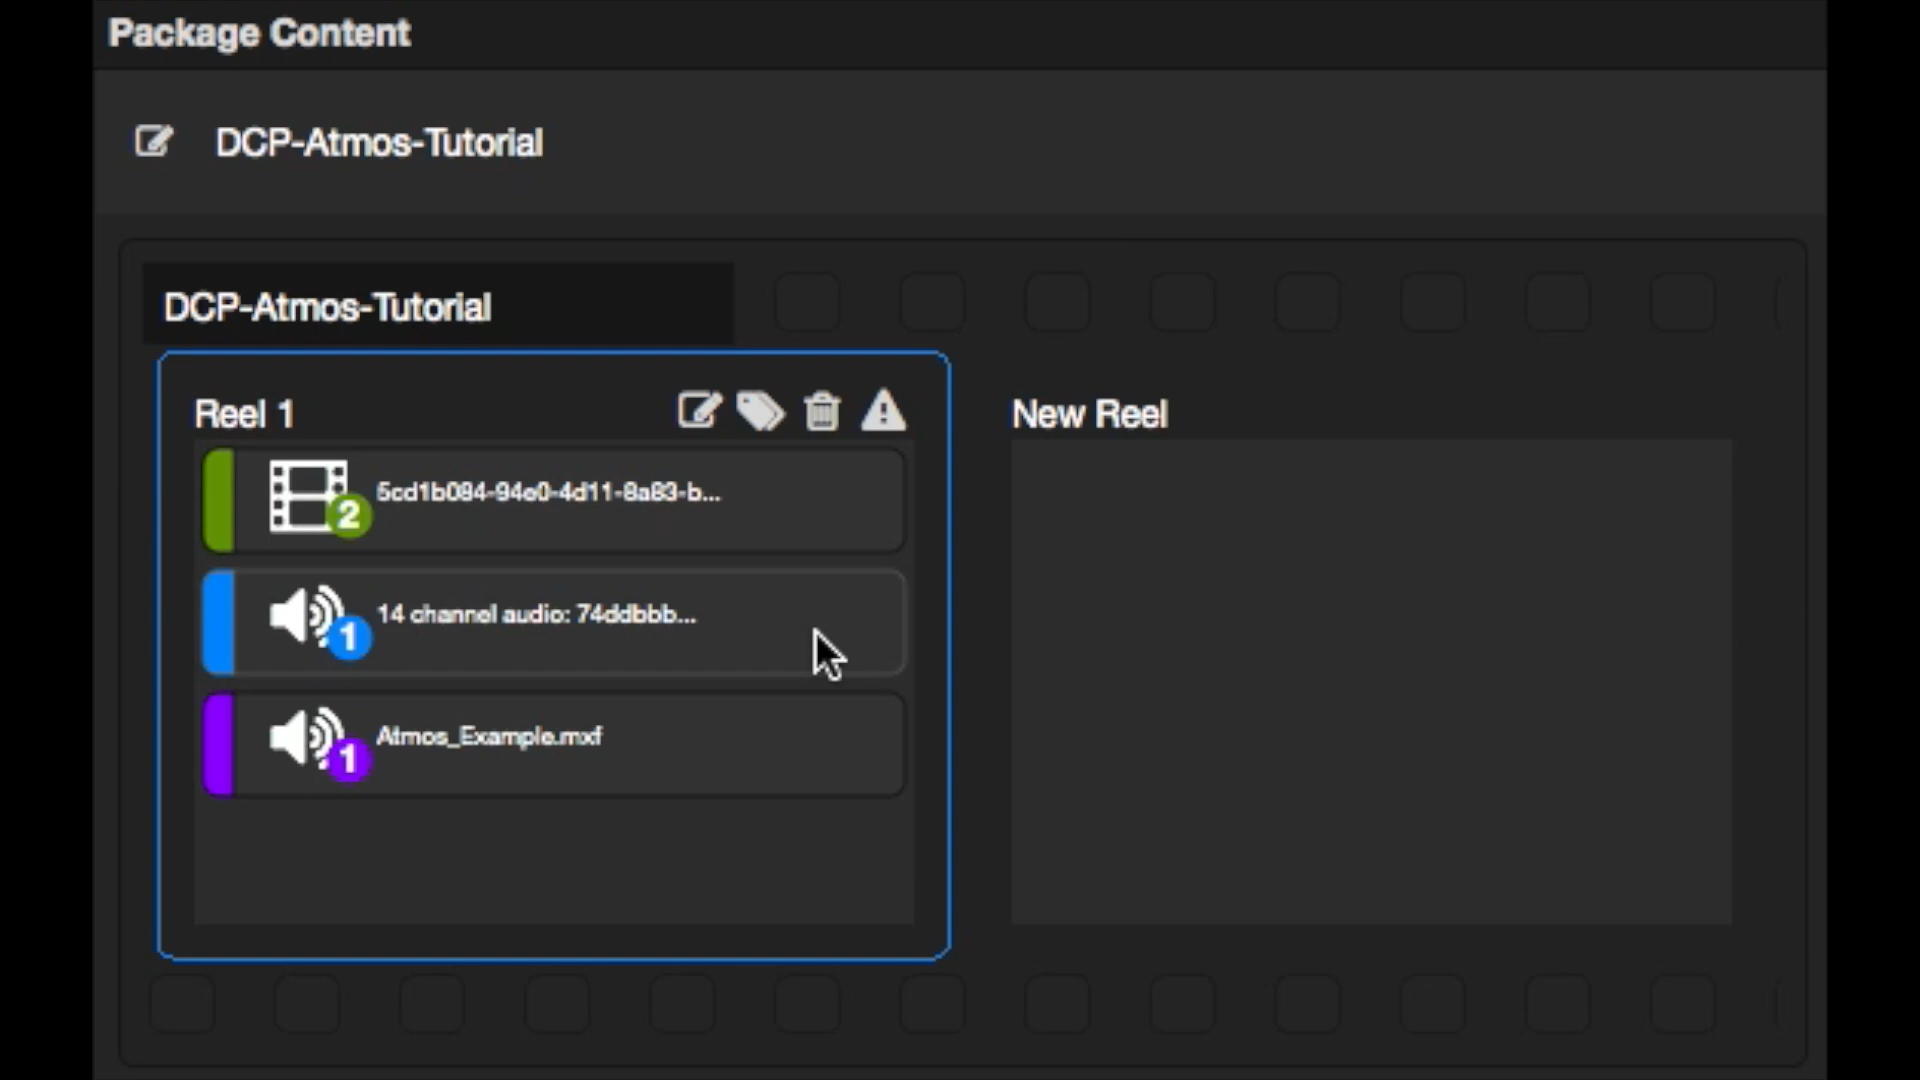 Package Content
DCP-Atmos-Tutorial
DCP-Atmos-Tutorial
Reel 1
New Reel
2
5cd1b084-94e0-4d11-8a83-b...
1
14 channel audio: 74ddbbb...
1
Atmos_Example.mxf